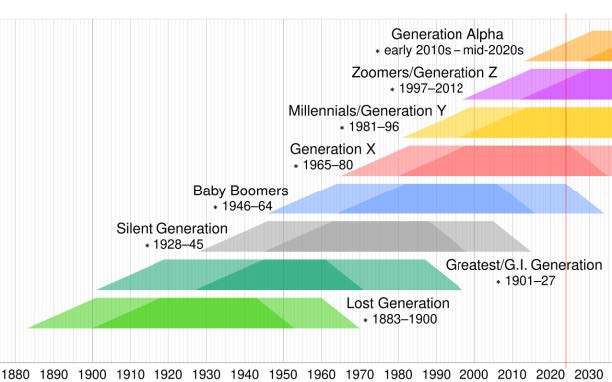 Generation Alpha
* early 2010s – mid-2020s
Zoomers/Generation Z
* 1997–2012
Millennials/Generation Y
* 1981–96
Generation X
* 1965–80
Baby Boomers
* 1946–64
Silent Generation
* 1928–45
Greatest/G.I. Generation
* 1901–27
Lost Generation
* 1883–1900
1880 1890 1900 1910 1920 1930 1940 1950 1960 1970 1980 1990 2000 2010 2020 2030